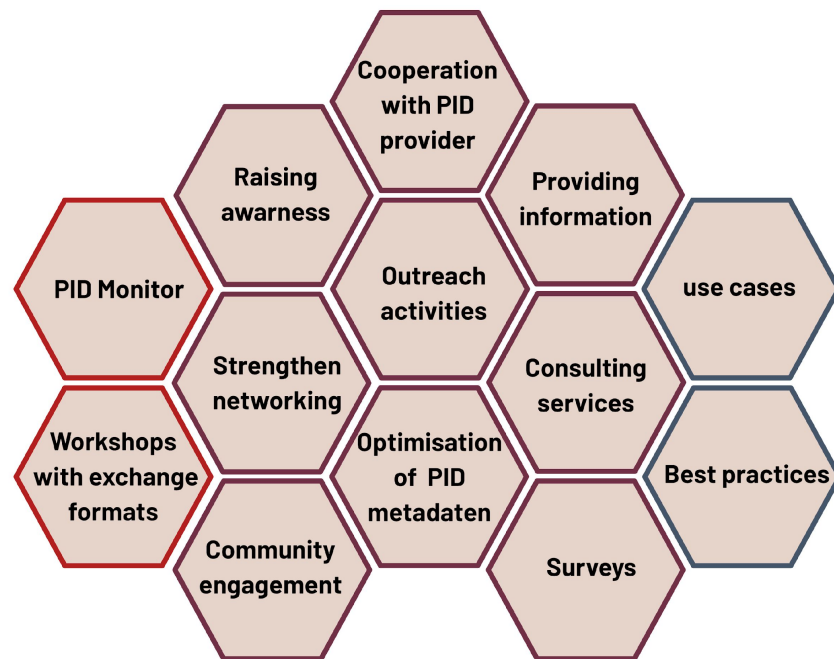 Cooperation
with PID
provider
Raising
awarness
Providing
information
PID Monitor
Outreach
activities
use cases
Strengthen
networking
Consulting
services
Workshops
with exchange
formats
Optimisation
of PID
metadaten
Best practices
Community
engagement
Surveys